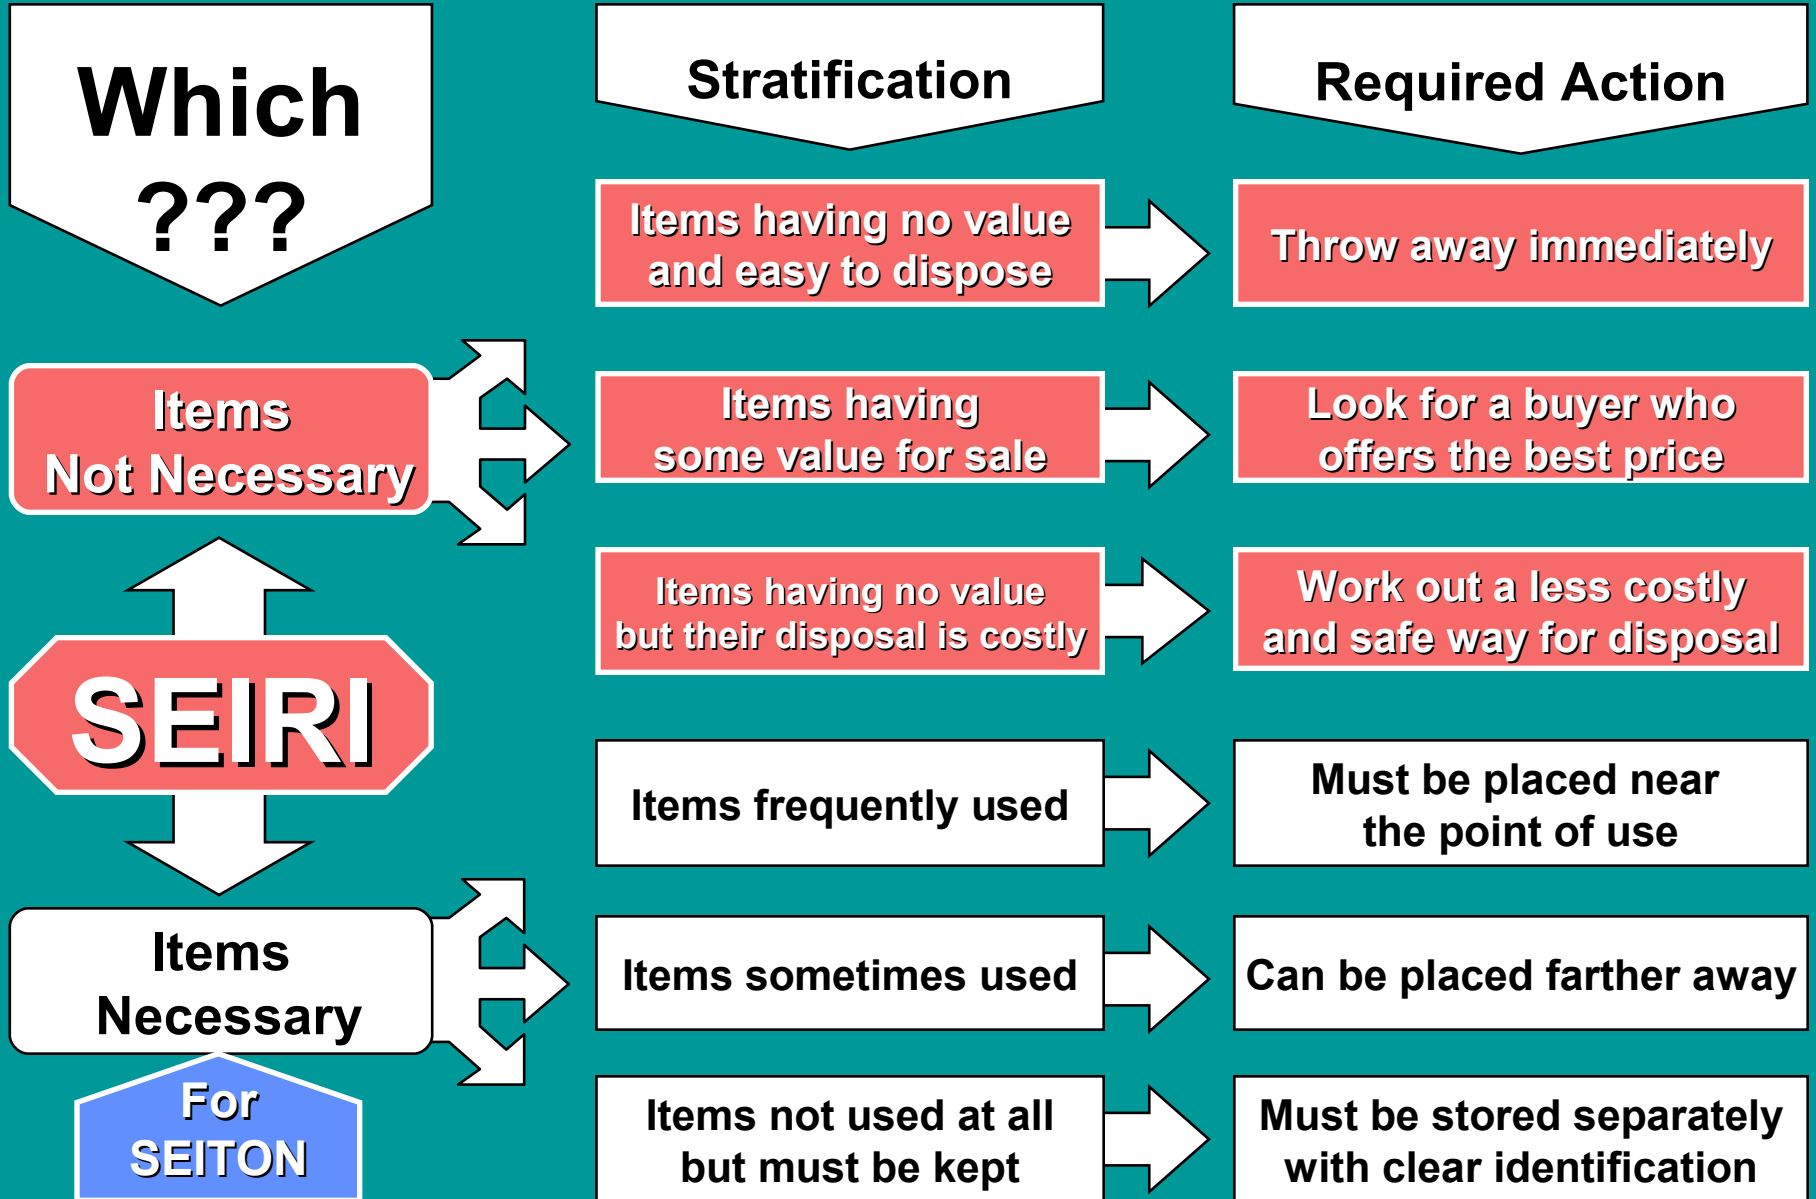 Which
???
Stratification
Required Action
Items having no value
and easy to dispose
Throw away immediately
Items
Not Necessary
Items having
some value for sale
Look for a buyer who
offers the best price
Items having no value
but their disposal is costly
Work out a less costly
and safe way for disposal
SEIRI
Items frequently used
Must be placed near
the point of use
Items
Necessary
Items sometimes used
Can be placed farther away
For
SEITON
Items not used at all
but must be kept
Must be stored separately
with clear identification